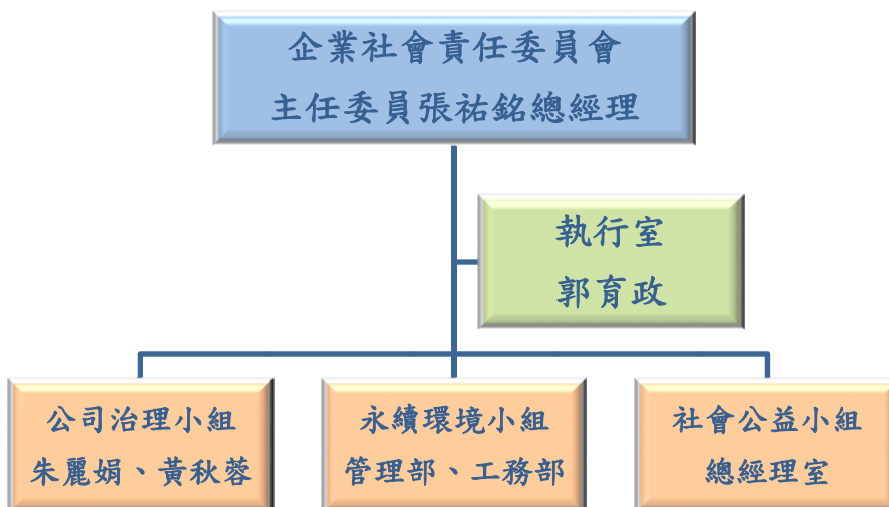 企業社會責任委員會
主任委員張祐銘總經理
執行室
郭育政
公司治理小組
朱麗娟、黃秋蓉
永續環境小組
管理部、工務部
社會公益小組
總經理室